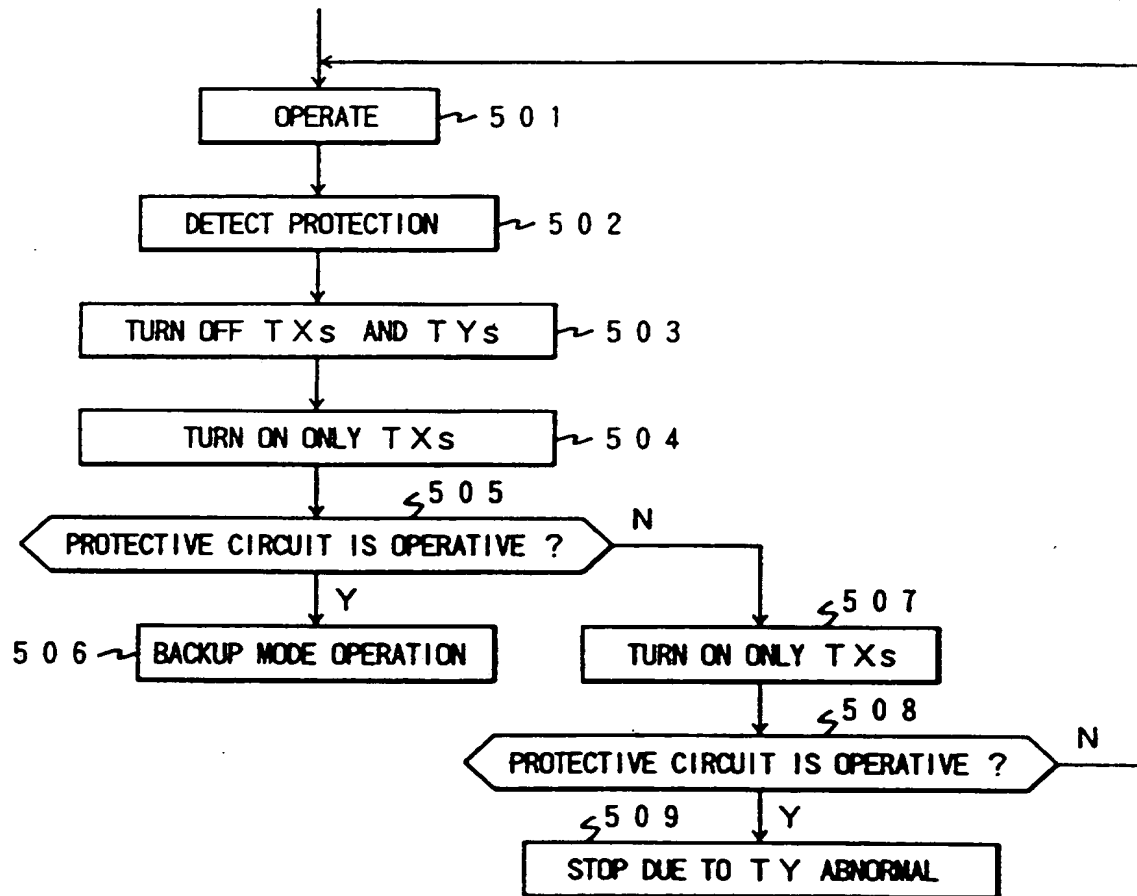 OPERATE 501
DETECT PROTECTION 502
TURN OFF TXs AND TYs 503
TURN ON ONLY TXs 504
505
PROTECTIVE CIRCUIT IS OPERATIVE ? N
Y
507
506 BACKUP MODE OPERATION
TURN ON ONLY TXs
508
PROTECTIVE CIRCUIT IS OPERATIVE ? N
509 Y
STOP DUE TO TY ABNORMAL